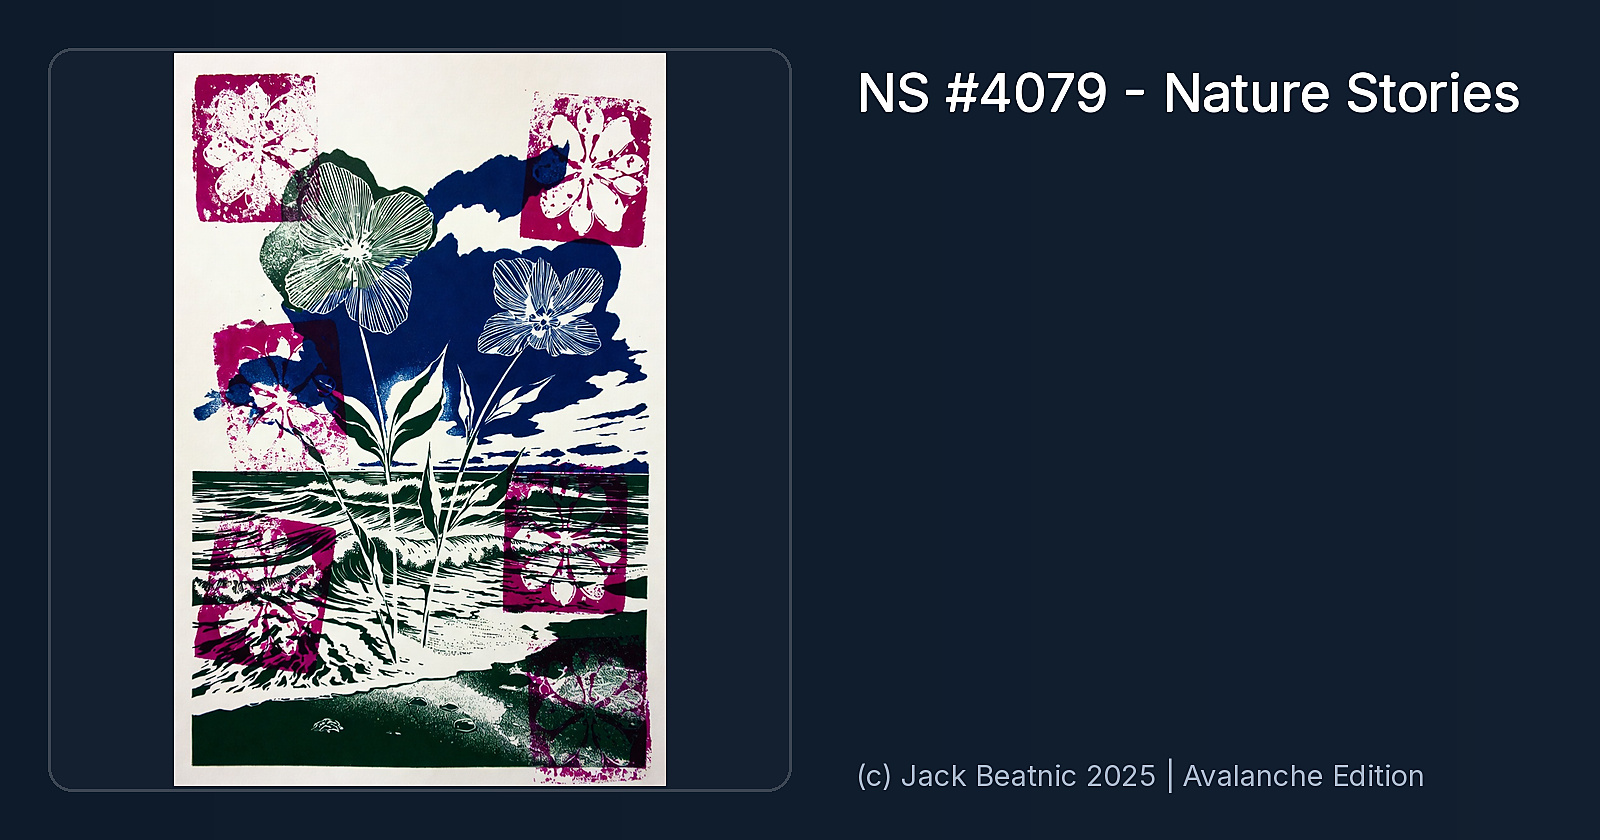 NS #4079 - Nature Stories
(c) Jack Beatnic 2025 | Avalanche Edition